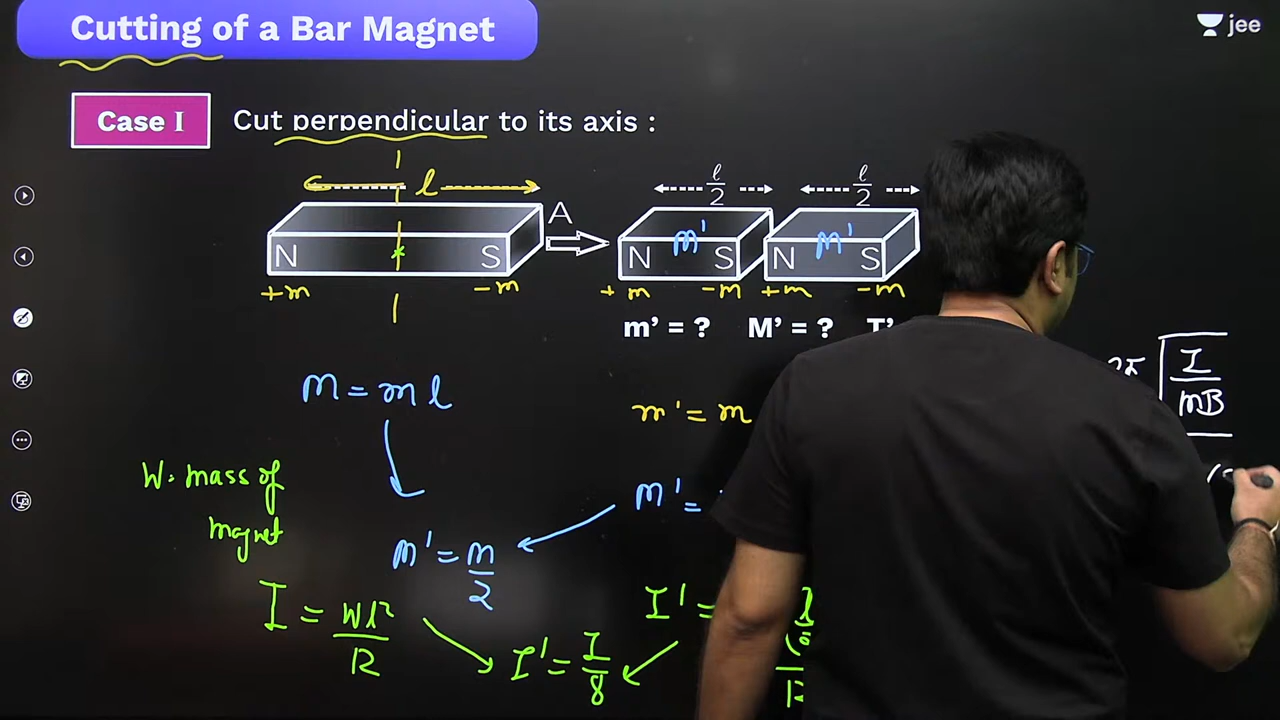 Cutting of a Bar Magnet
jee
Case I
Cut perpendicular to its axis :
l
l/2
l/2
A
N
S
N
m'
S
N
m'
S
+m
-m
+m
-m
+m
-m
m' = ?
M' = ?
T'
M = m l
m' = m
2π √(I/MB)
W: mass of
magnet
M' =
M' = M/2
I = Wl²/12
I' =
I' = I/8